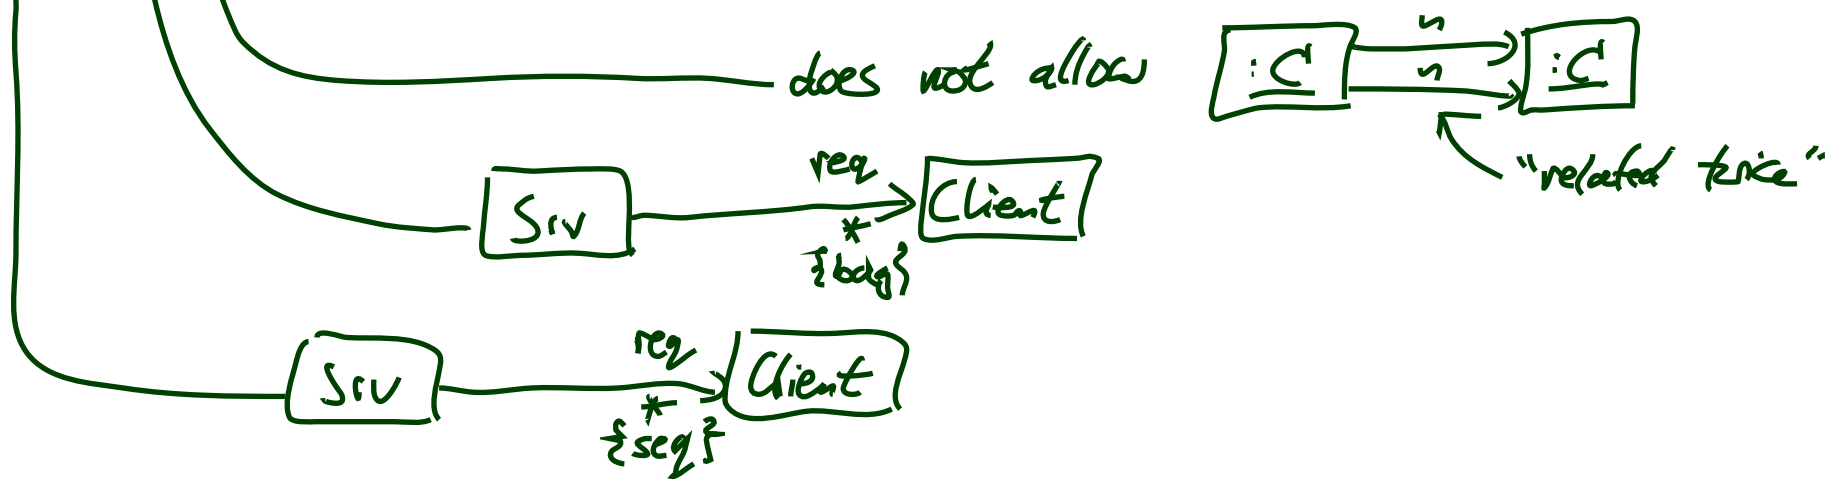 does not allow :C n n :C
"related twice"
Srv req * {bag} Client
Srv req * {seq} Client